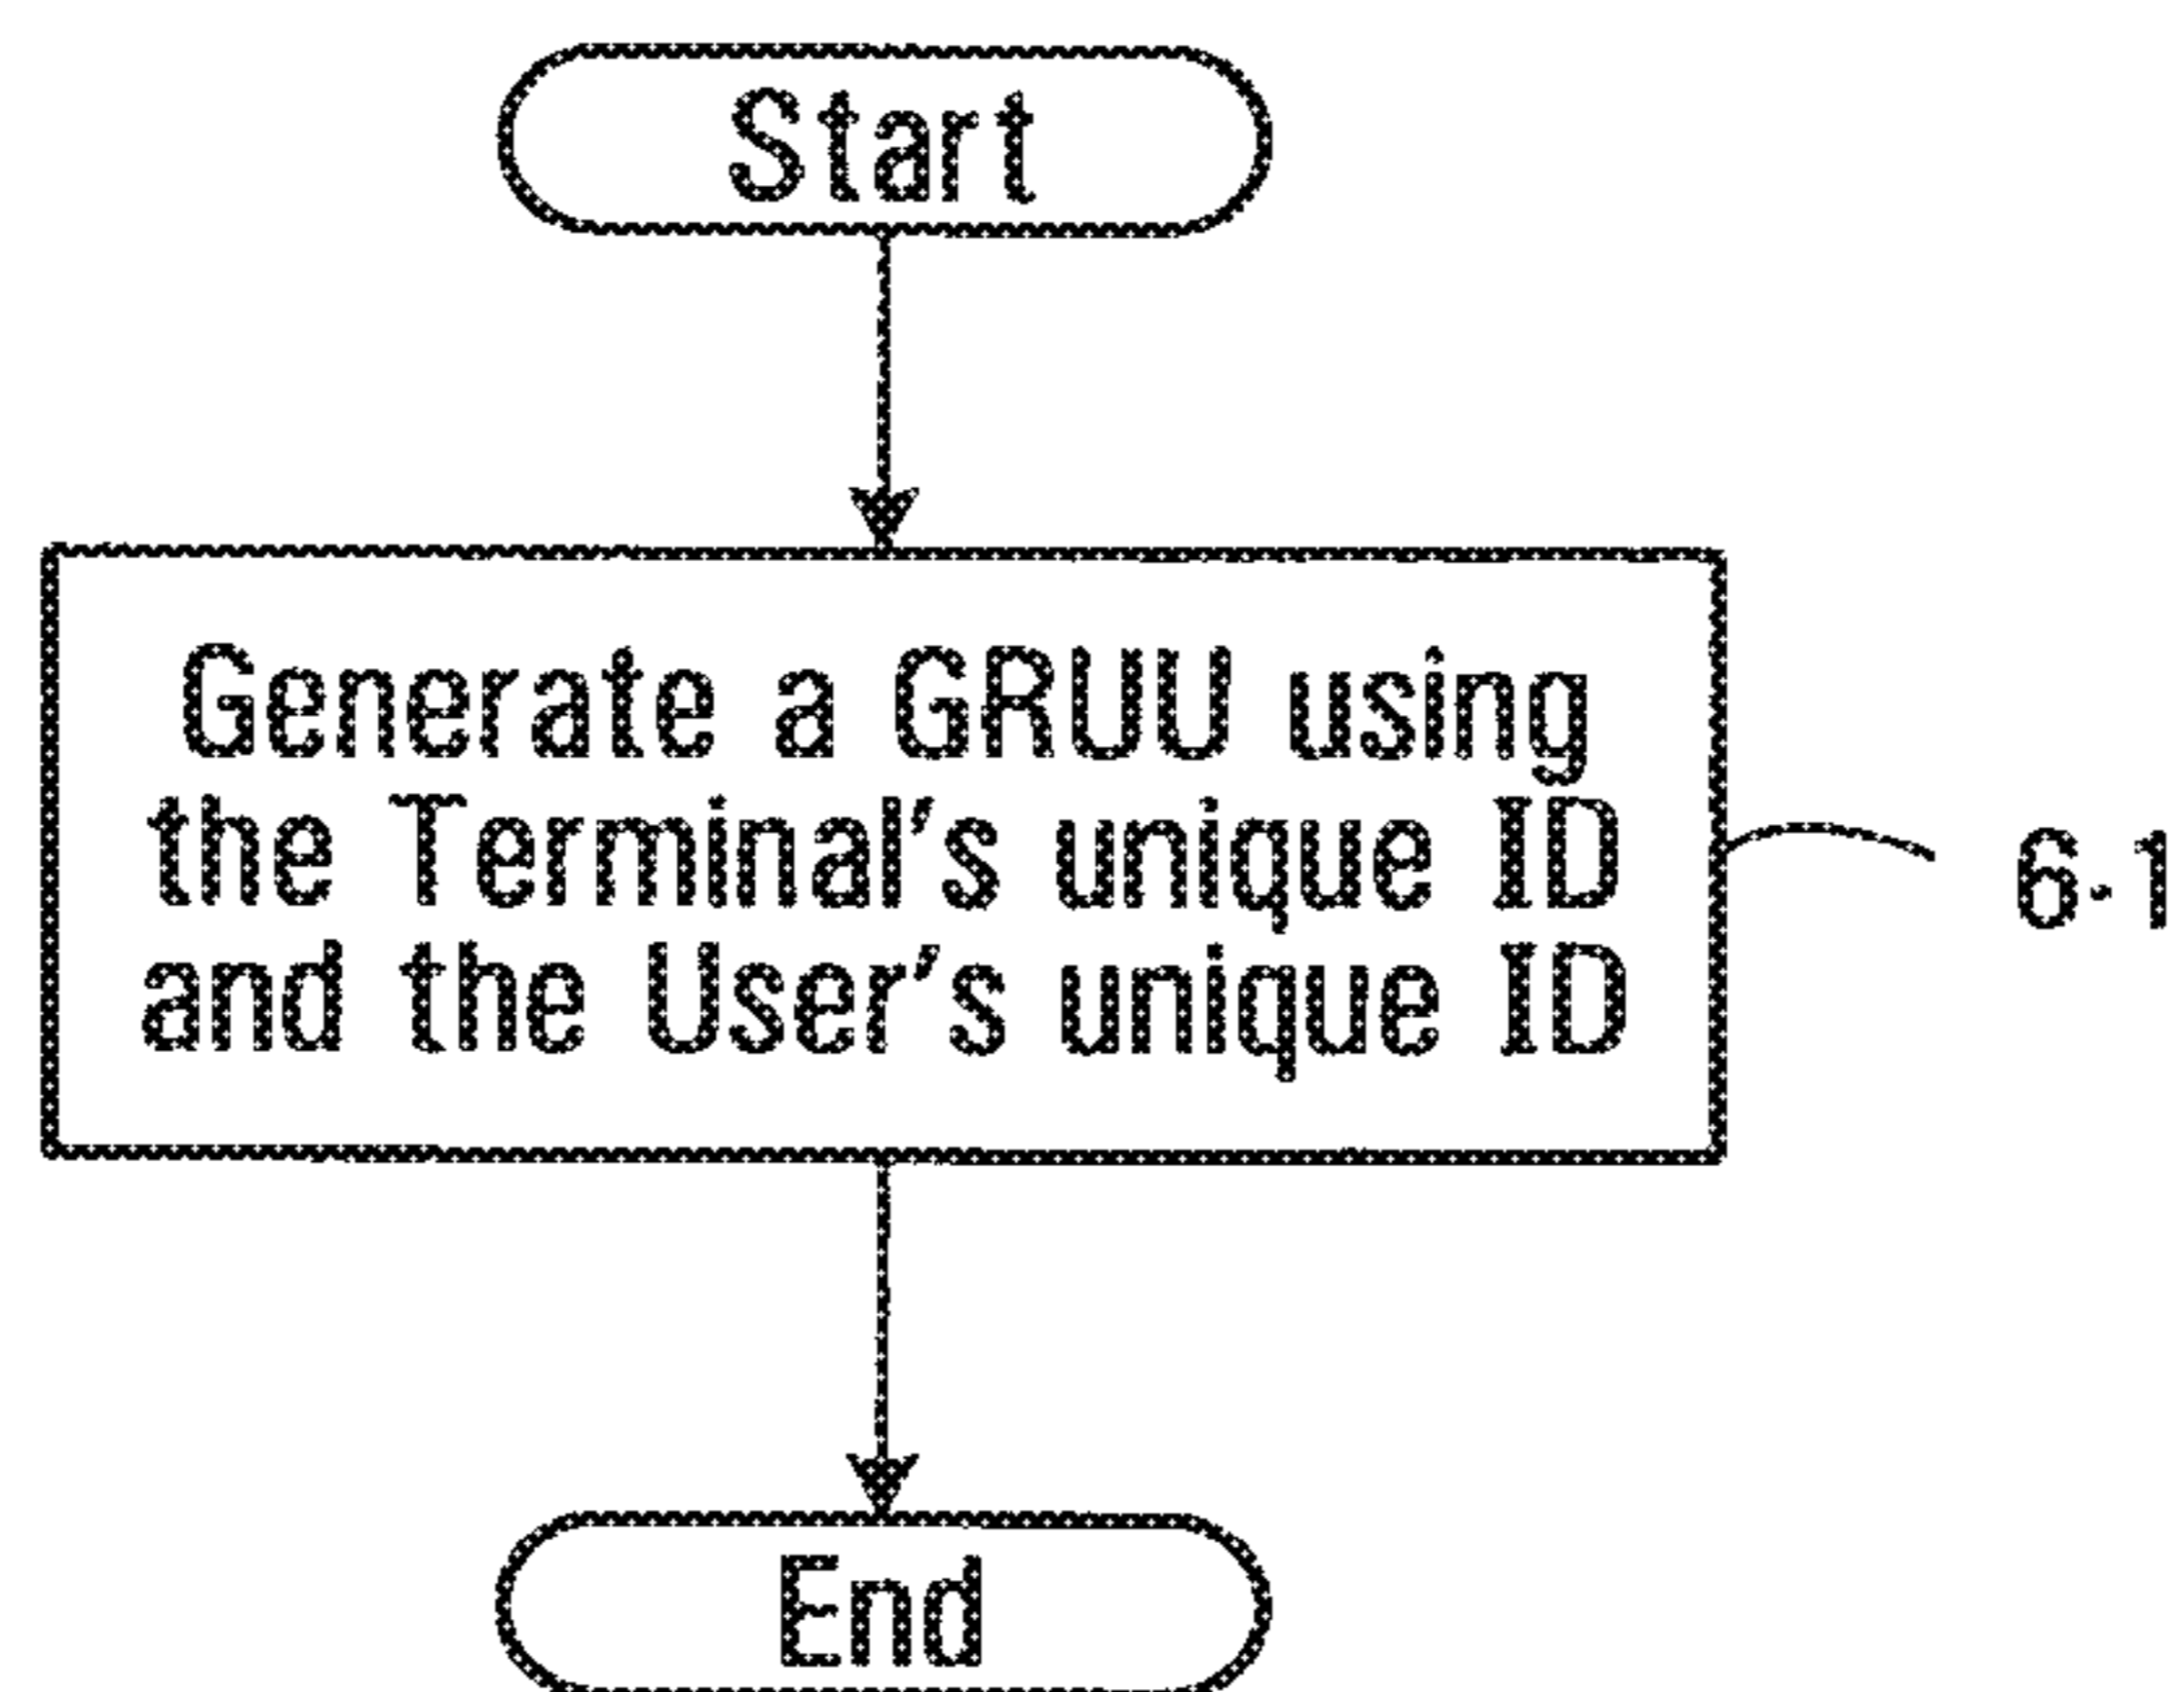 Start
Generate a GRUU using
the Terminal's unique ID
and the User's unique ID
6-1
End